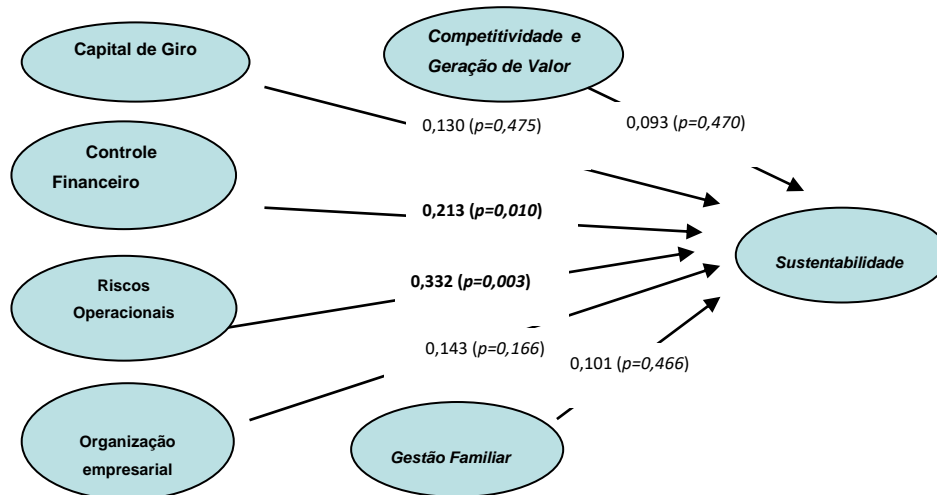 Capital de Giro
Competitividade e
Geração de Valor
0,130 (p=0,475)
0,093 (p=0,470)
Controle
Financeiro
0,213 (p=0,010)
Sustentabilidade
Riscos
Operacionais
0,332 (p=0,003)
0,143 (p=0,166)
0,101 (p=0,466)
Organização
empresarial
Gestão Familiar